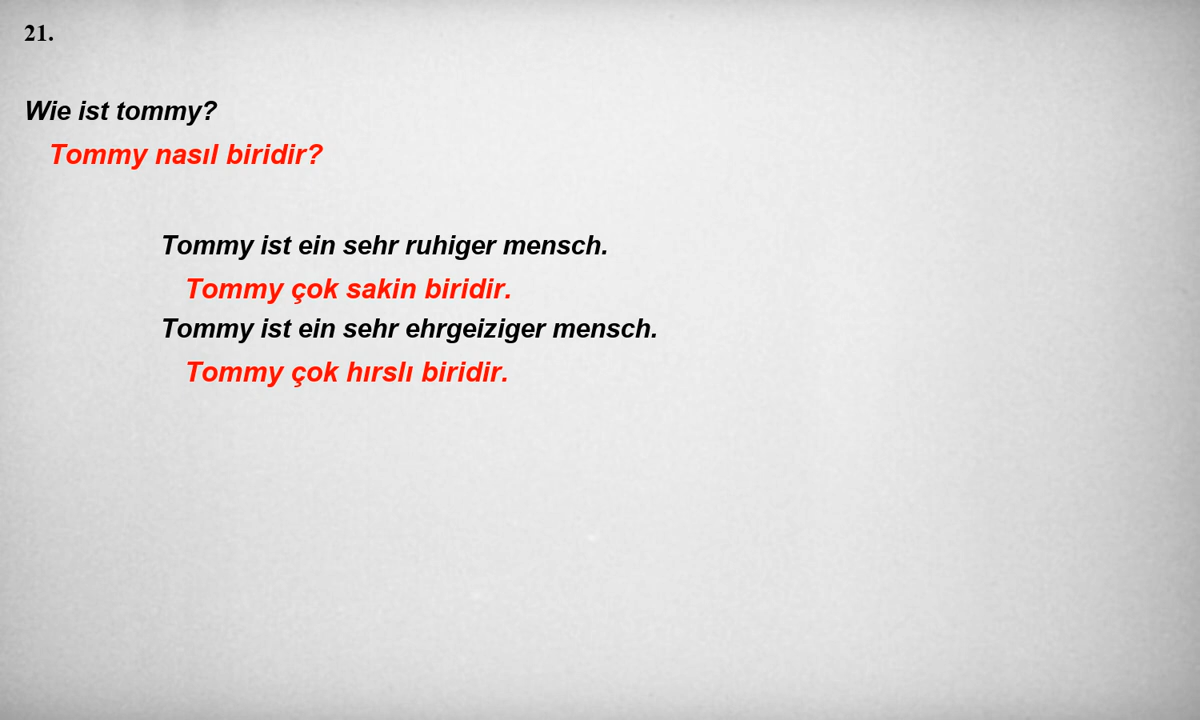 21.
Wie ist tommy?
Tommy nasıl biridir?
Tommy ist ein sehr ruhiger mensch.
Tommy çok sakin biridir.
Tommy ist ein sehr ehrgeiziger mensch.
Tommy çok hırslı biridir.